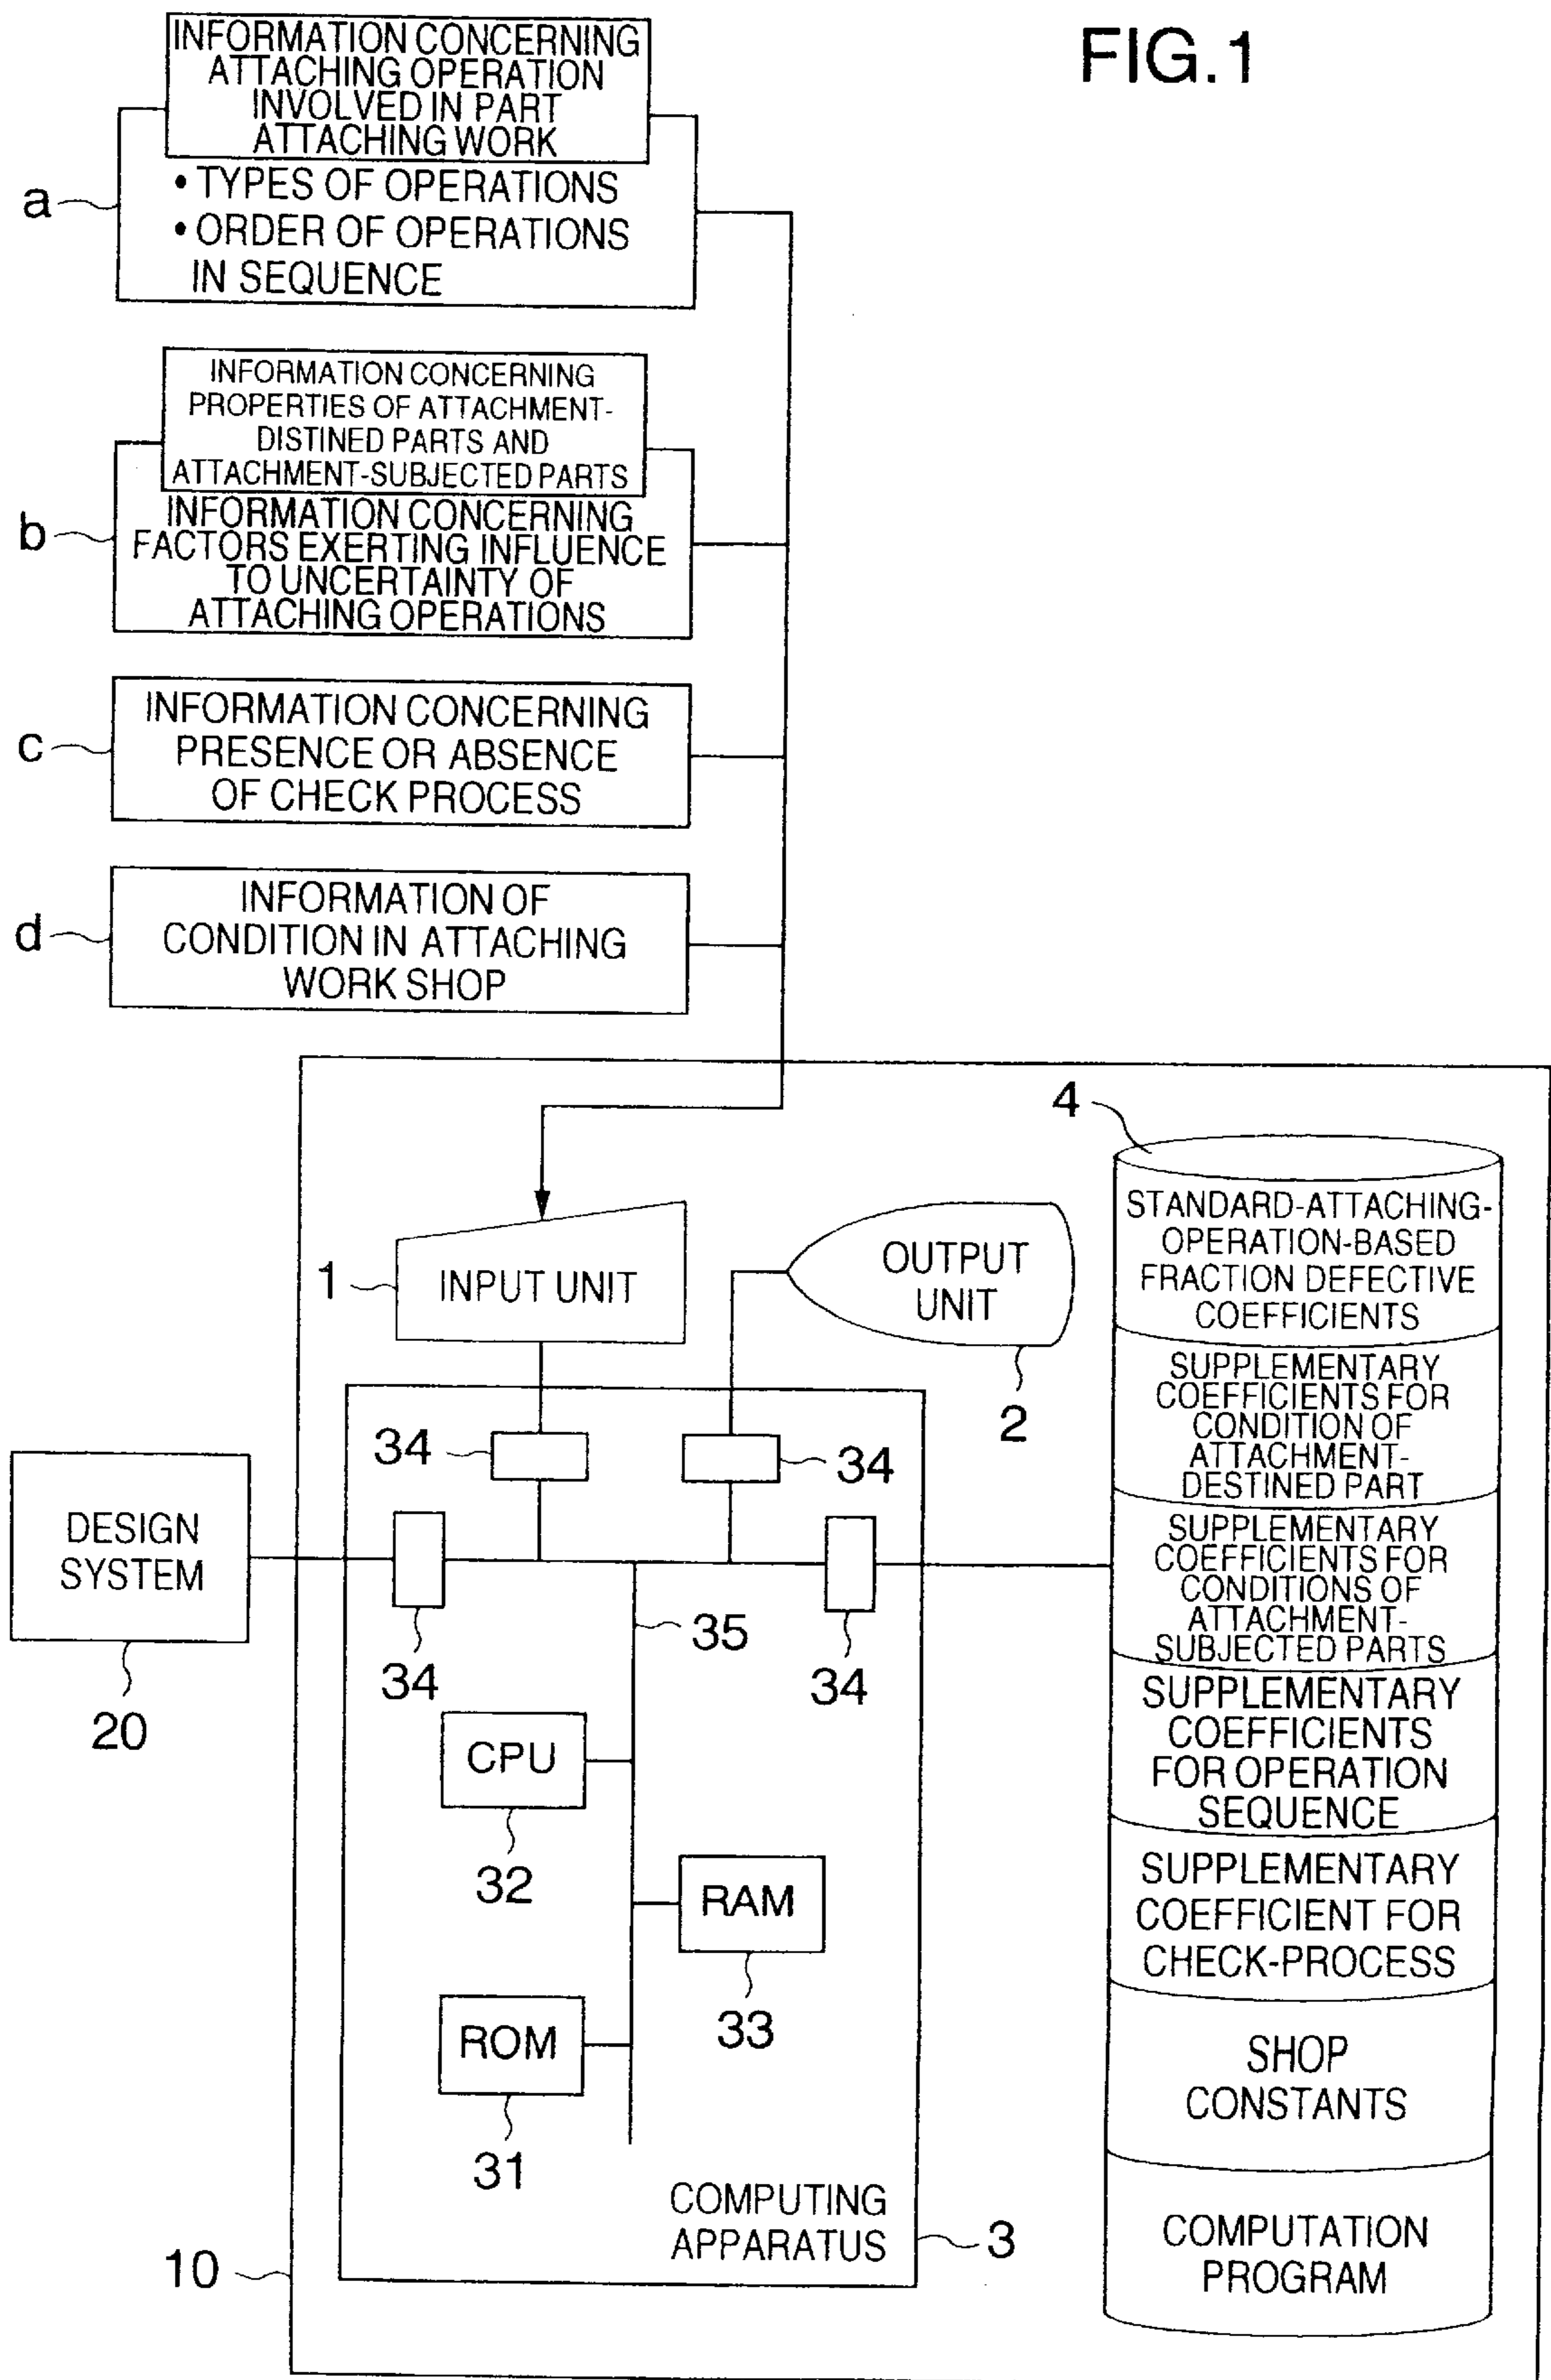 FIG.1
INFORMATION CONCERNING
ATTACHING OPERATION
INVOLVED IN PART
ATTACHING WORK
• TYPES OF OPERATIONS
• ORDER OF OPERATIONS
IN SEQUENCE
a
INFORMATION CONCERNING
PROPERTIES OF ATTACHMENT-
DISTINED PARTS AND
ATTACHMENT-SUBJECTED PARTS
INFORMATION CONCERNING
FACTORS EXERTING INFLUENCE
TO UNCERTAINTY OF
ATTACHING OPERATIONS
b
INFORMATION CONCERNING
PRESENCE OR ABSENCE
OF CHECK PROCESS
c
INFORMATION OF
CONDITION IN ATTACHING
WORK SHOP
d
4
1
INPUT UNIT
OUTPUT
UNIT
2
STANDARD-ATTACHING-
OPERATION-BASED
FRACTION DEFECTIVE
COEFFICIENTS
SUPPLEMENTARY
COEFFICIENTS FOR
CONDITION OF
ATTACHMENT-
DESTINED PART
SUPPLEMENTARY
COEFFICIENTS FOR
CONDITIONS OF
ATTACHMENT-
SUBJECTED PARTS
SUPPLEMENTARY
COEFFICIENTS
FOR OPERATION
SEQUENCE
SUPPLEMENTARY
COEFFICIENT FOR
CHECK-PROCESS
SHOP
CONSTANTS
COMPUTATION
PROGRAM
34
34
DESIGN
SYSTEM
20
34
35
34
CPU
32
RAM
33
ROM
31
COMPUTING
APPARATUS
3
10